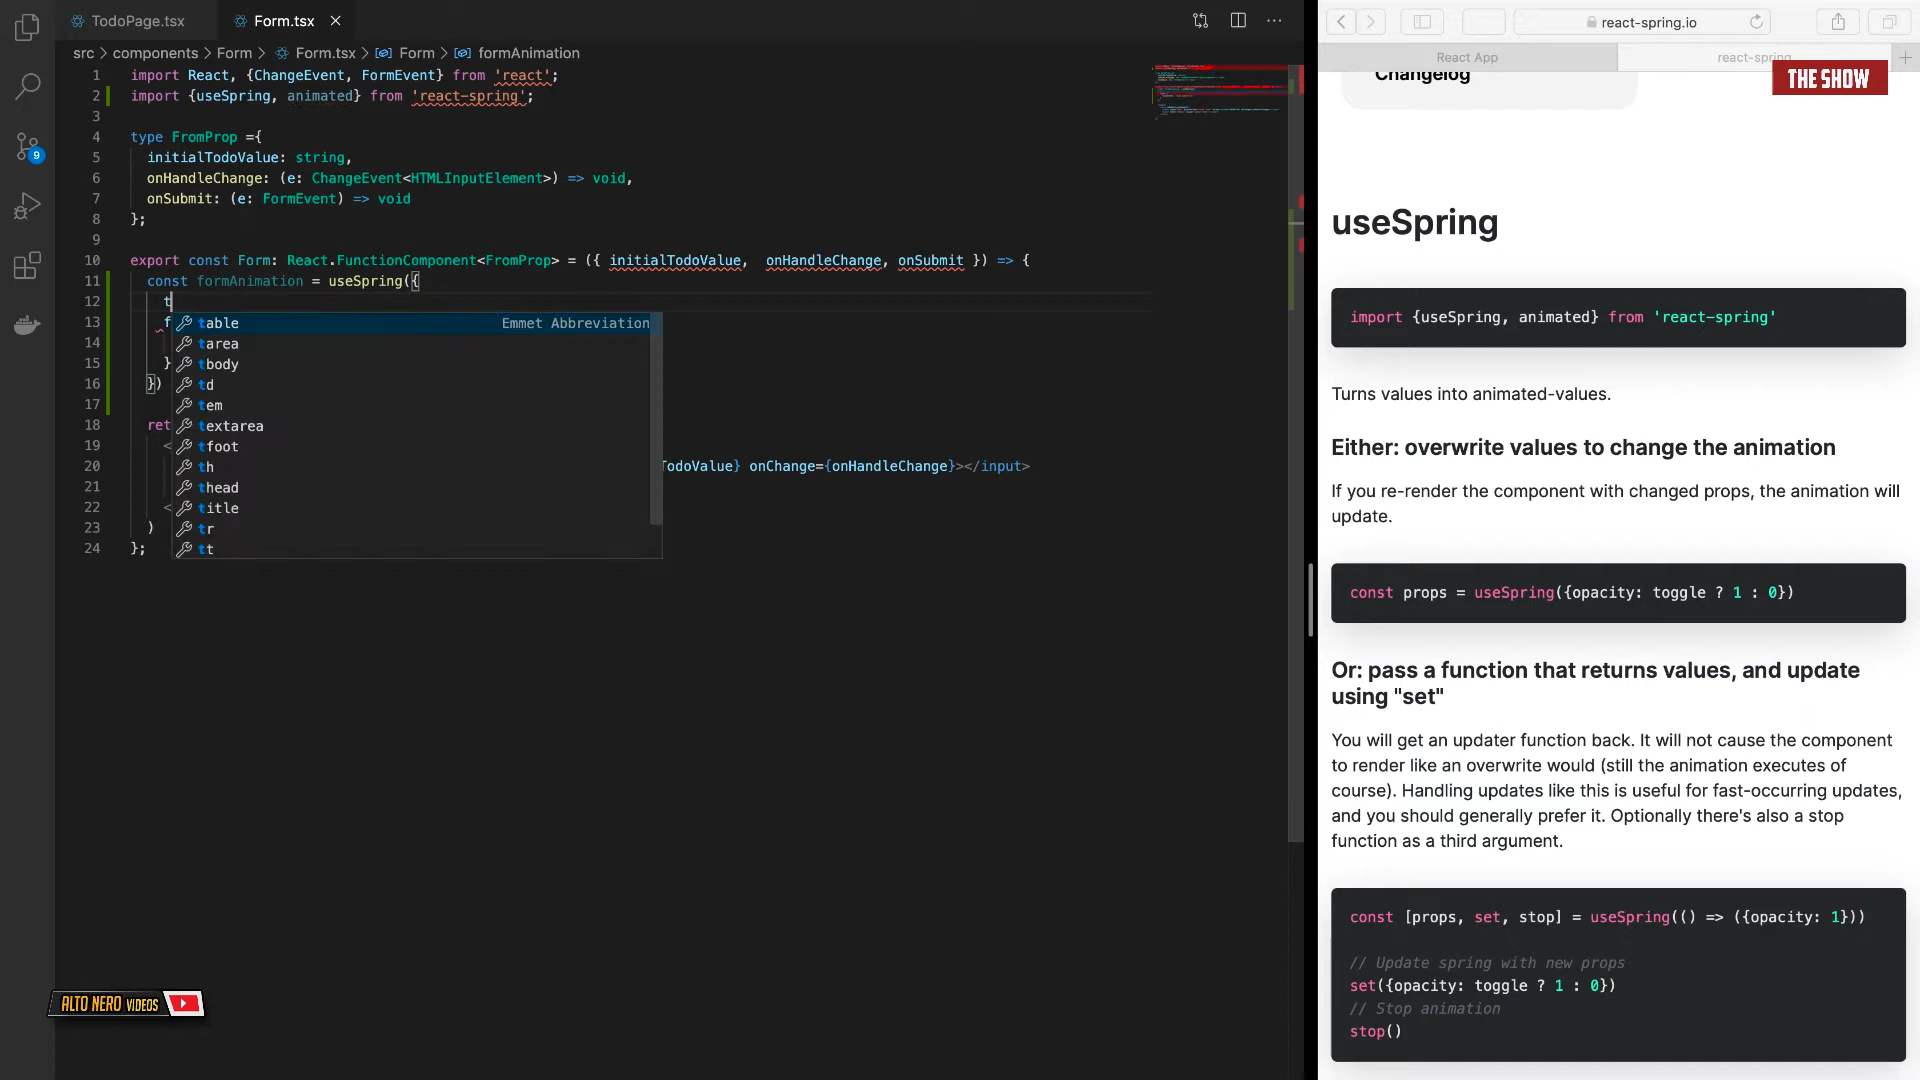 TodoPage.tsx
Form.tsx
src > components > Form > Form.tsx > Form > formAnimation
1 import React, {ChangeEvent, FormEvent} from 'react';
2 import {useSpring, animated} from 'react-spring';
3
4 type FromProp ={
5 initialTodoValue: string,
6 onHandleChange: (e: ChangeEvent<HTMLInputElement>) => void,
7 onSubmit: (e: FormEvent) => void
8 };
9
10 export const Form: React.FunctionComponent<FromProp> = ({ initialTodoValue, onHandleChange, onSubmit }) => {
11 const formAnimation = useSpring({
12 t
13 f
14
15 }
16 })
17
18 ret
19 <
20 TodoValue} onChange={onHandleChange}></input>
21
22 <
23 )
24 };
table Emmet Abbreviation
tarea
tbody
td
tem
textarea
tfoot
th
thead
title
tr
tt
9
ALTO NERO VIDEOS
react-spring.io
React App
react-spring
THE SHOW
Changelog
useSpring
import {useSpring, animated} from 'react-spring'
Turns values into animated-values.
Either: overwrite values to change the animation
If you re-render the component with changed props, the animation will
update.
const props = useSpring({opacity: toggle ? 1 : 0})
Or: pass a function that returns values, and update
using "set"
You will get an updater function back. It will not cause the component
to render like an overwrite would (still the animation executes of
course). Handling updates like this is useful for fast-occurring updates,
and you should generally prefer it. Optionally there's also a stop
function as a third argument.
const [props, set, stop] = useSpring(() => ({opacity: 1}))
// Update spring with new props
set({opacity: toggle ? 1 : 0})
// Stop animation
stop()